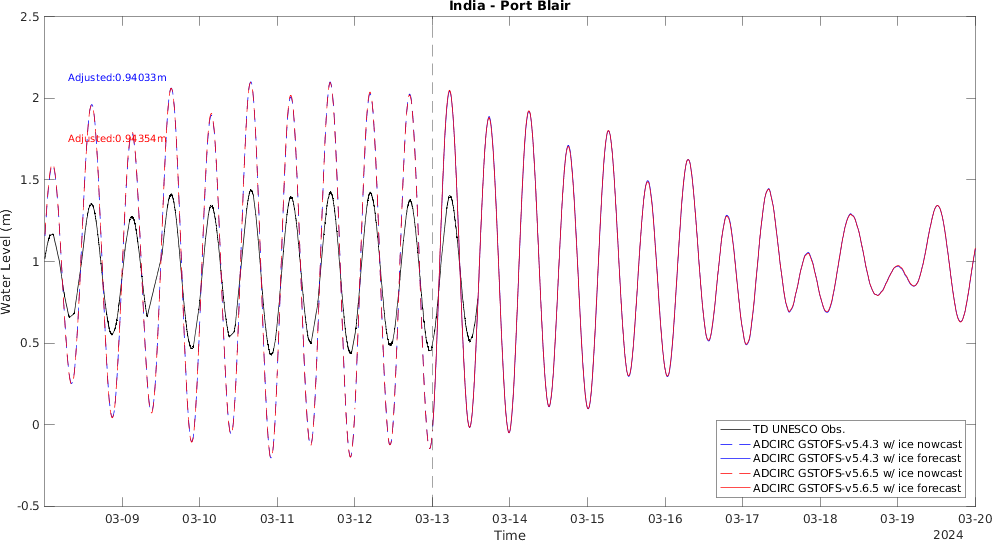 India - Port Blair
2.5
2
1.5
1
0.5
0
-0.5
Water Level (m)
Adjusted:0.94033m
Adjusted:0.94354m
TD UNESCO Obs.
ADCIRC GSTOFS-v5.4.3 w/ ice nowcast
ADCIRC GSTOFS-v5.4.3 w/ ice forecast
ADCIRC GSTOFS-v5.6.5 w/ ice nowcast
ADCIRC GSTOFS-v5.6.5 w/ ice forecast
03-09 03-10 03-11 03-12 03-13 03-14 03-15 03-16 03-17 03-18 03-19 03-20
Time
2024